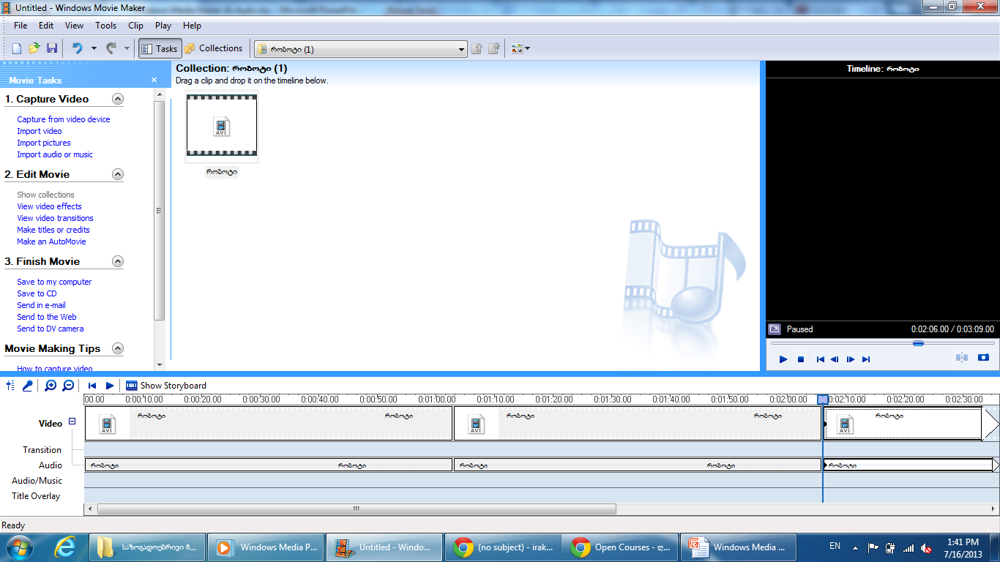 Untitled - Windows Movie Maker
File Edit View Tools Clip Play Help
Tasks Collections რობოტი (1)
Movie Tasks
1. Capture Video
Capture from video device
Import video
Import pictures
Import audio or music
2. Edit Movie
Show collections
View video effects
View video transitions
Make titles or credits
Make an AutoMovie
3. Finish Movie
Save to my computer
Save to CD
Send in e-mail
Send to the Web
Send to DV camera
Movie Making Tips
How to capture video
Collection: რობოტი (1)
Drag a clip and drop it on the timeline below.
AVI
რობოტი
Timeline: რობოტი
Paused 0:02:06.00 / 0:03:09.00
Show Storyboard
00.00 0:00:10.00 0:00:20.00 0:00:30.00 0:00:40.00 0:00:50.00 0:01:00.00 0:01:10.00 0:01:20.00 0:01:30.00 0:01:40.00 0:01:50.00 0:02:00.00 0:02:10.00 0:02:20.00 0:02:30.00
Video AVI რობოტი რობოტი AVI რობოტი რობოტი AVI რობოტი
Transition
Audio რობოტი რობოტი რობოტი რობოტი რობოტი
Audio/Music
Title Overlay
Ready
საზოგადოებრივი მ... Windows Media P... Untitled - Windo... (no subject) - irak... Open Courses - ღ... Windows Media ... EN 1:41 PM
7/16/2013